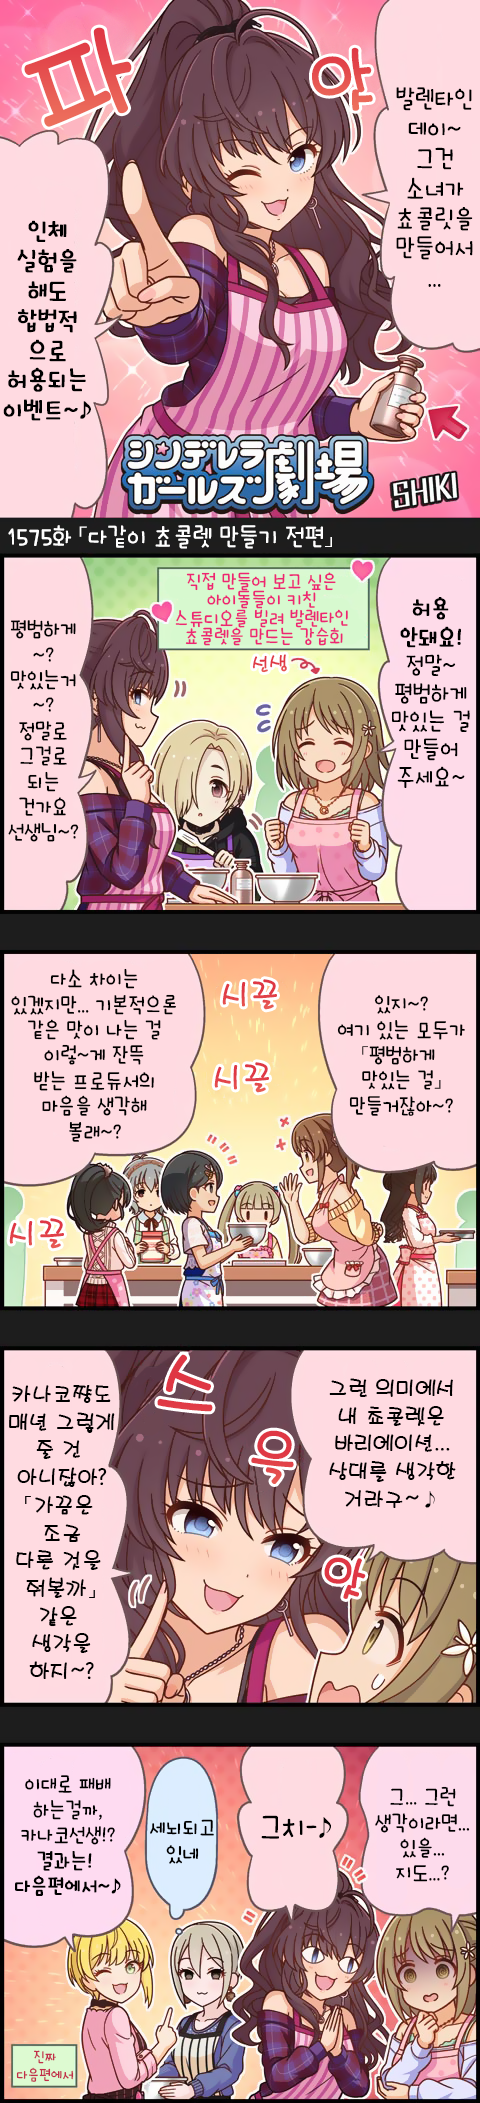 파
앗
발렌타인
데이~
그건
소녀가
쵸콜릿을
만들어서
...
인체
실험을
해도
합법적
으로
허용되는
이벤트~♪
シンデレラ
ガールズ劇場
SHIKI
1575화 「다같이 쵸콜렛 만들기 전편」
직접 만들어 보고 싶은
아이돌들이 키친
스튜디오를 빌려 발렌타인
쵸콜렛을 만드는 강습회
선생
허용
안돼요!
정말~
평범하게
맛있는 걸
만들어
주세요~
평범하게
~?
맛있는거
~?
정말로
그걸로
되는
건가요
선생님~?
있지~?
여기 있는 모두가
「평범하게
맛있는 걸」
만들거잖아~?
시끌
시끌
시끌
다소 차이는
있겠지만... 기본적으론
같은 맛이 나는 걸
이렇~게 잔뜩
받는 프로듀서의
마음을 생각해
볼래~?
그런 의미에서
내 쵸콜렛은
바리에이션...
상대를 생각한
거라구~♪
스
윽
앗
카나코쨩도
매년 그렇게
줄 건
아니잖아?
「가끔은
조금
다른 것을
줘볼까」
같은
생각을
하지~?
그... 그런
생각이라면...
있을...
지도...?
그치-♪
세뇌되고
있네
이대로 패배
하는걸까,
카나코선생!?
결과는!
다음편에서~♪
진짜
다음편에서